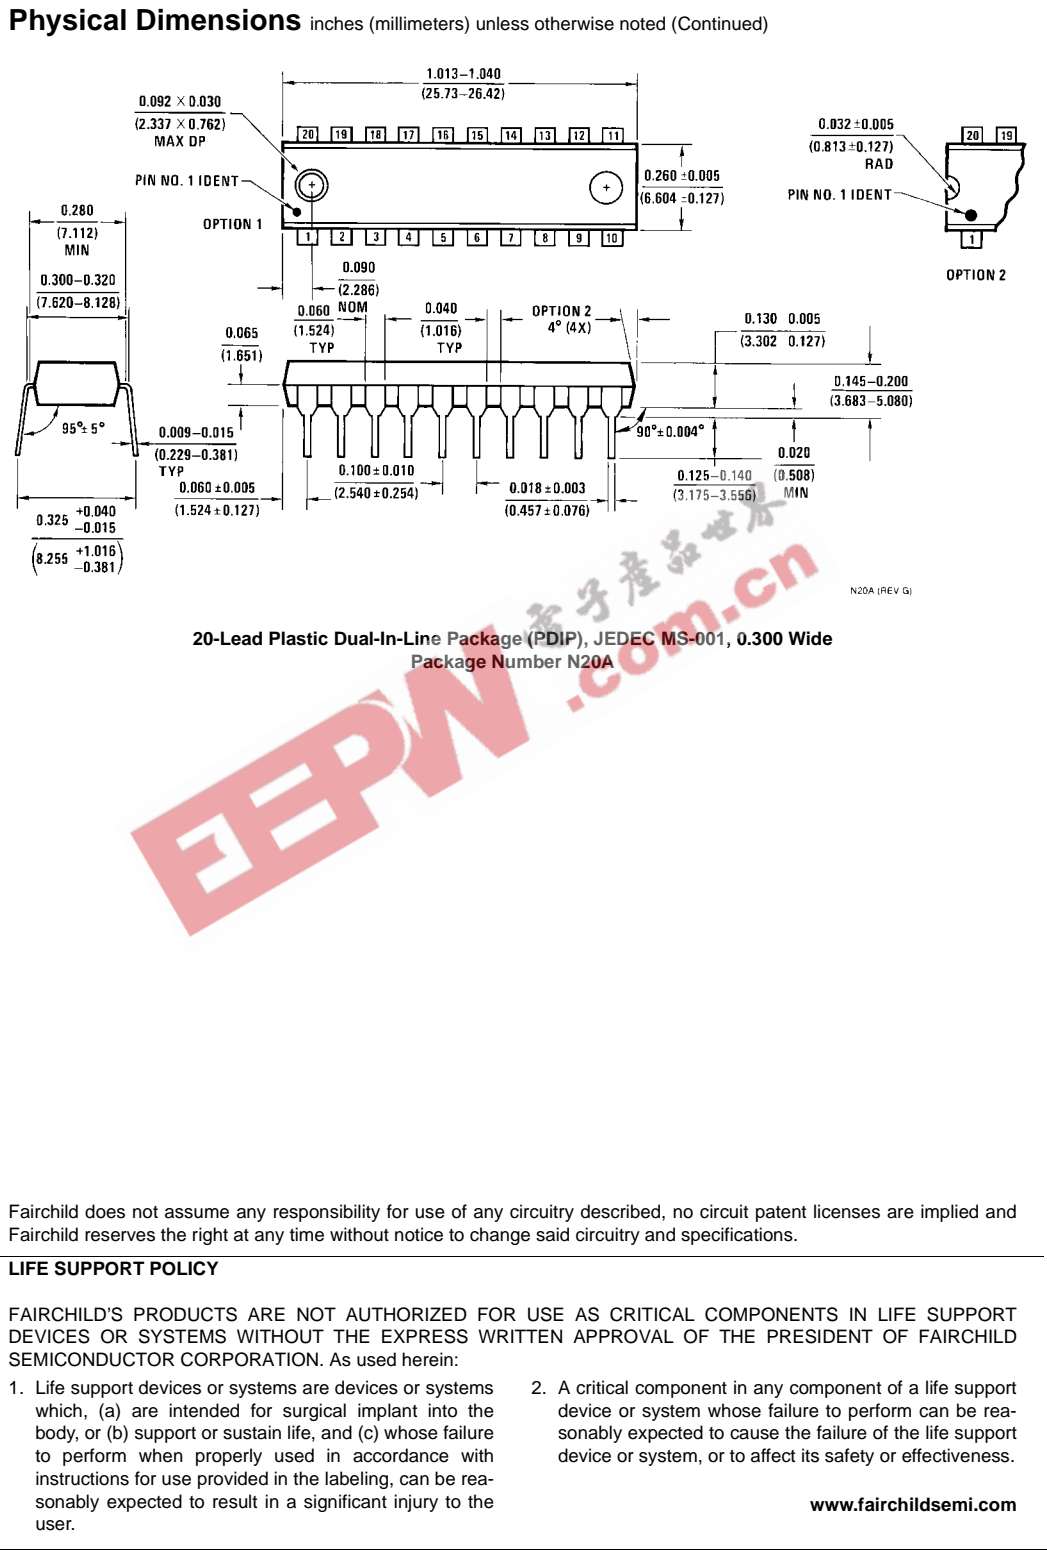 Physical Dimensions inches (millimeters) unless otherwise noted (Continued)
1.013–1.040
(25.73–26.42)
0.092 × 0.030
(2.337 × 0.762)
MAX DP
20 19 18 17 16 15 14 13 12 11
0.032 ±0.005
(0.813 ±0.127)
RAD
20 19
PIN NO. 1 IDENT
0.260 ±0.005
(6.604 ±0.127)
PIN NO. 1 IDENT
OPTION 1
1 2 3 4 5 6 7 8 9 10
1
OPTION 2
0.280
(7.112)
MIN
0.300–0.320
(7.620–8.128)
0.090
(2.286)
NOM
0.060
(1.524)
TYP
0.040
(1.016)
TYP
OPTION 2
4° (4X)
0.130 0.005
(3.302 0.127)
0.065
(1.651)
0.145–0.200
(3.683–5.080)
95°± 5°
0.009–0.015
(0.229–0.381)
TYP
90°±0.004°
0.020
(0.508)
MIN
0.100±0.010
(2.540±0.254)
0.125–0.140
(3.175–3.556)
0.060 ±0.005
(1.524 ±0.127)
0.018 ±0.003
(0.457 ±0.076)
0.325 +0.040
–0.015
(8.255 +1.016
–0.381)
N20A (REV G)
20-Lead Plastic Dual-In-Line Package (PDIP), JEDEC MS-001, 0.300 Wide
Package Number N20A
EEPW
電子產品世界
.com.cn
Fairchild does not assume any responsibility for use of any circuitry described, no circuit patent licenses are implied and
Fairchild reserves the right at any time without notice to change said circuitry and specifications.
LIFE SUPPORT POLICY
FAIRCHILD'S PRODUCTS ARE NOT AUTHORIZED FOR USE AS CRITICAL COMPONENTS IN LIFE SUPPORT
DEVICES OR SYSTEMS WITHOUT THE EXPRESS WRITTEN APPROVAL OF THE PRESIDENT OF FAIRCHILD
SEMICONDUCTOR CORPORATION. As used herein:
1. Life support devices or systems are devices or systems
which, (a) are intended for surgical implant into the
body, or (b) support or sustain life, and (c) whose failure
to perform when properly used in accordance with
instructions for use provided in the labeling, can be rea-
sonably expected to result in a significant injury to the
user.
2. A critical component in any component of a life support
device or system whose failure to perform can be rea-
sonably expected to cause the failure of the life support
device or system, or to affect its safety or effectiveness.
www.fairchildsemi.com